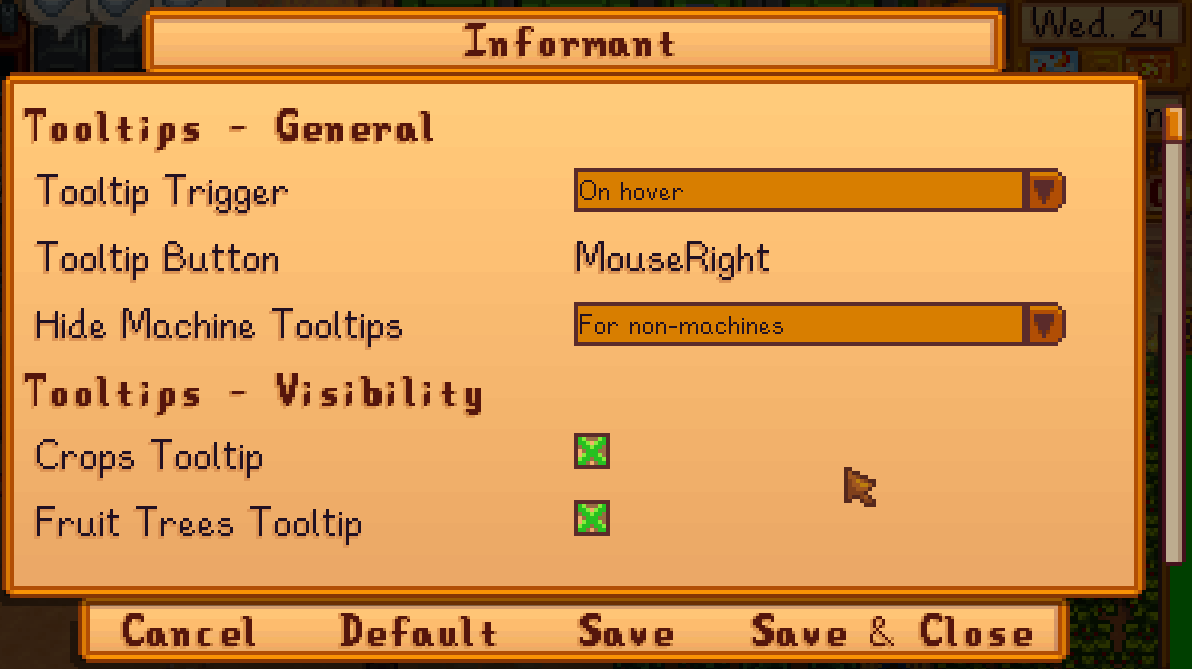 Informant
Wed. 24
Tooltips - General
Tooltip Trigger
On hover
Tooltip Button
MouseRight
Hide Machine Tooltips
For non-machines
Tooltips - Visibility
Crops Tooltip
Fruit Trees Tooltip
Cancel
Default
Save
Save & Close